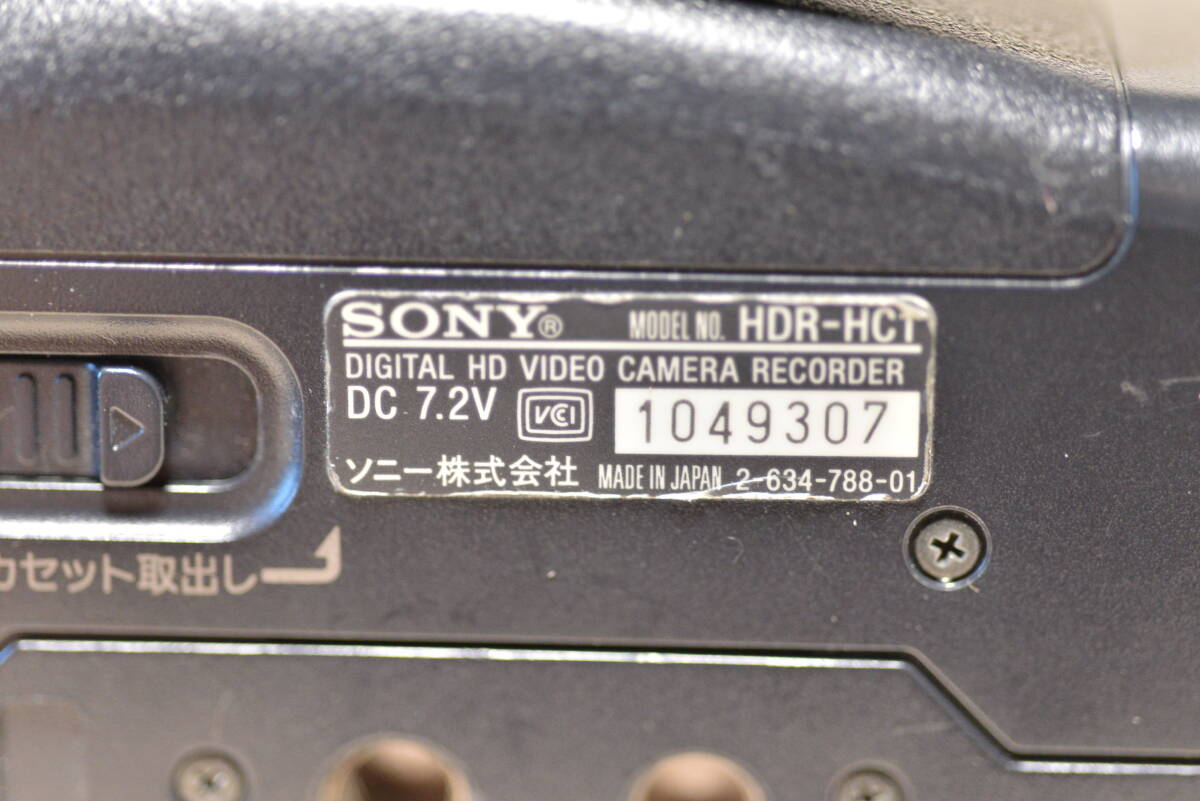 SONY® MODEL NO. HDR-HC1
DIGITAL HD VIDEO CAMERA RECORDER
DC 7.2V VCCI 1049307
ソニー株式会社 MADE IN JAPAN 2-634-788-01
カセット取出し